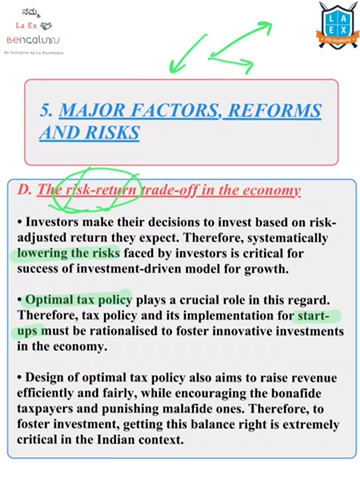 ನಮ್ಮ
La Ex
BENGALURU
An Initiative by La Excellence
LA
EX
IAS Academy
5. MAJOR FACTORS, REFORMS
AND RISKS
D. The risk-return trade-off in the economy
• Investors make their decisions to invest based on risk-
adjusted return they expect. Therefore, systematically
lowering the risks faced by investors is critical for
success of investment-driven model for growth.
• Optimal tax policy plays a crucial role in this regard.
Therefore, tax policy and its implementation for start-
ups must be rationalised to foster innovative investments
in the economy.
• Design of optimal tax policy also aims to raise revenue
efficiently and fairly, while encouraging the bonafide
taxpayers and punishing malafide ones. Therefore, to
foster investment, getting this balance right is extremely
critical in the Indian context.